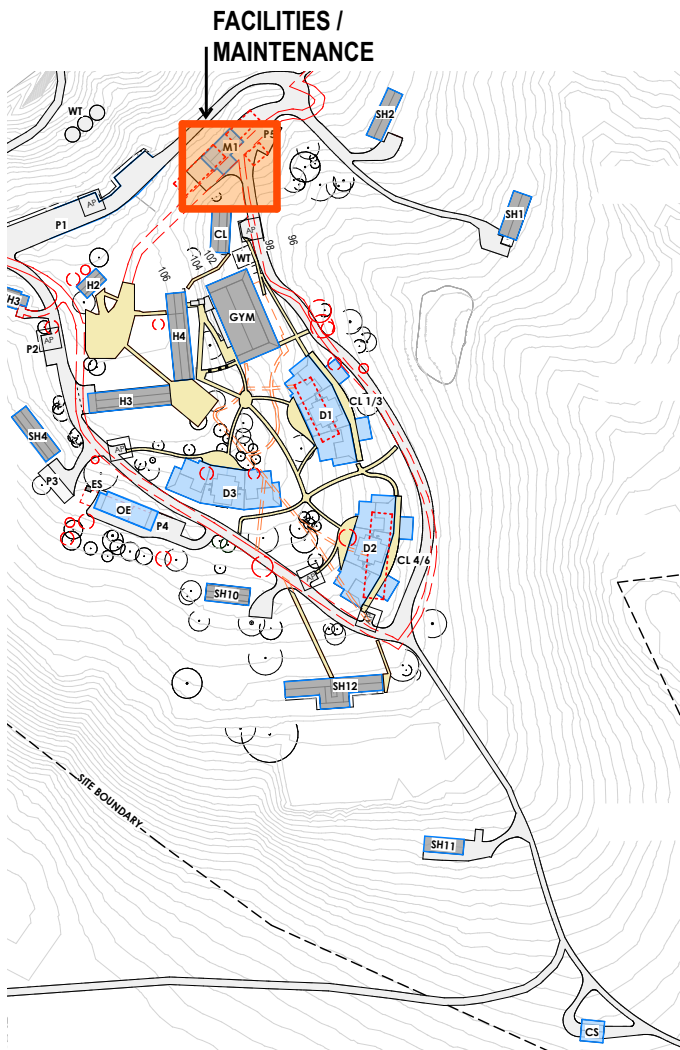 FACILITIES /
MAINTENANCE
WT
SH2
P5
M1
SH1
AP
P1
CL
AP
96
98
102
104
106
WT
H2
H3
GYM
H4
P2
AP
CL 1/3
D1
H3
SH4
AP
P3
ES
D3
OE
P4
D2
CL 4/6
AP
SH10
SH12
SITE BOUNDARY
SH11
CS